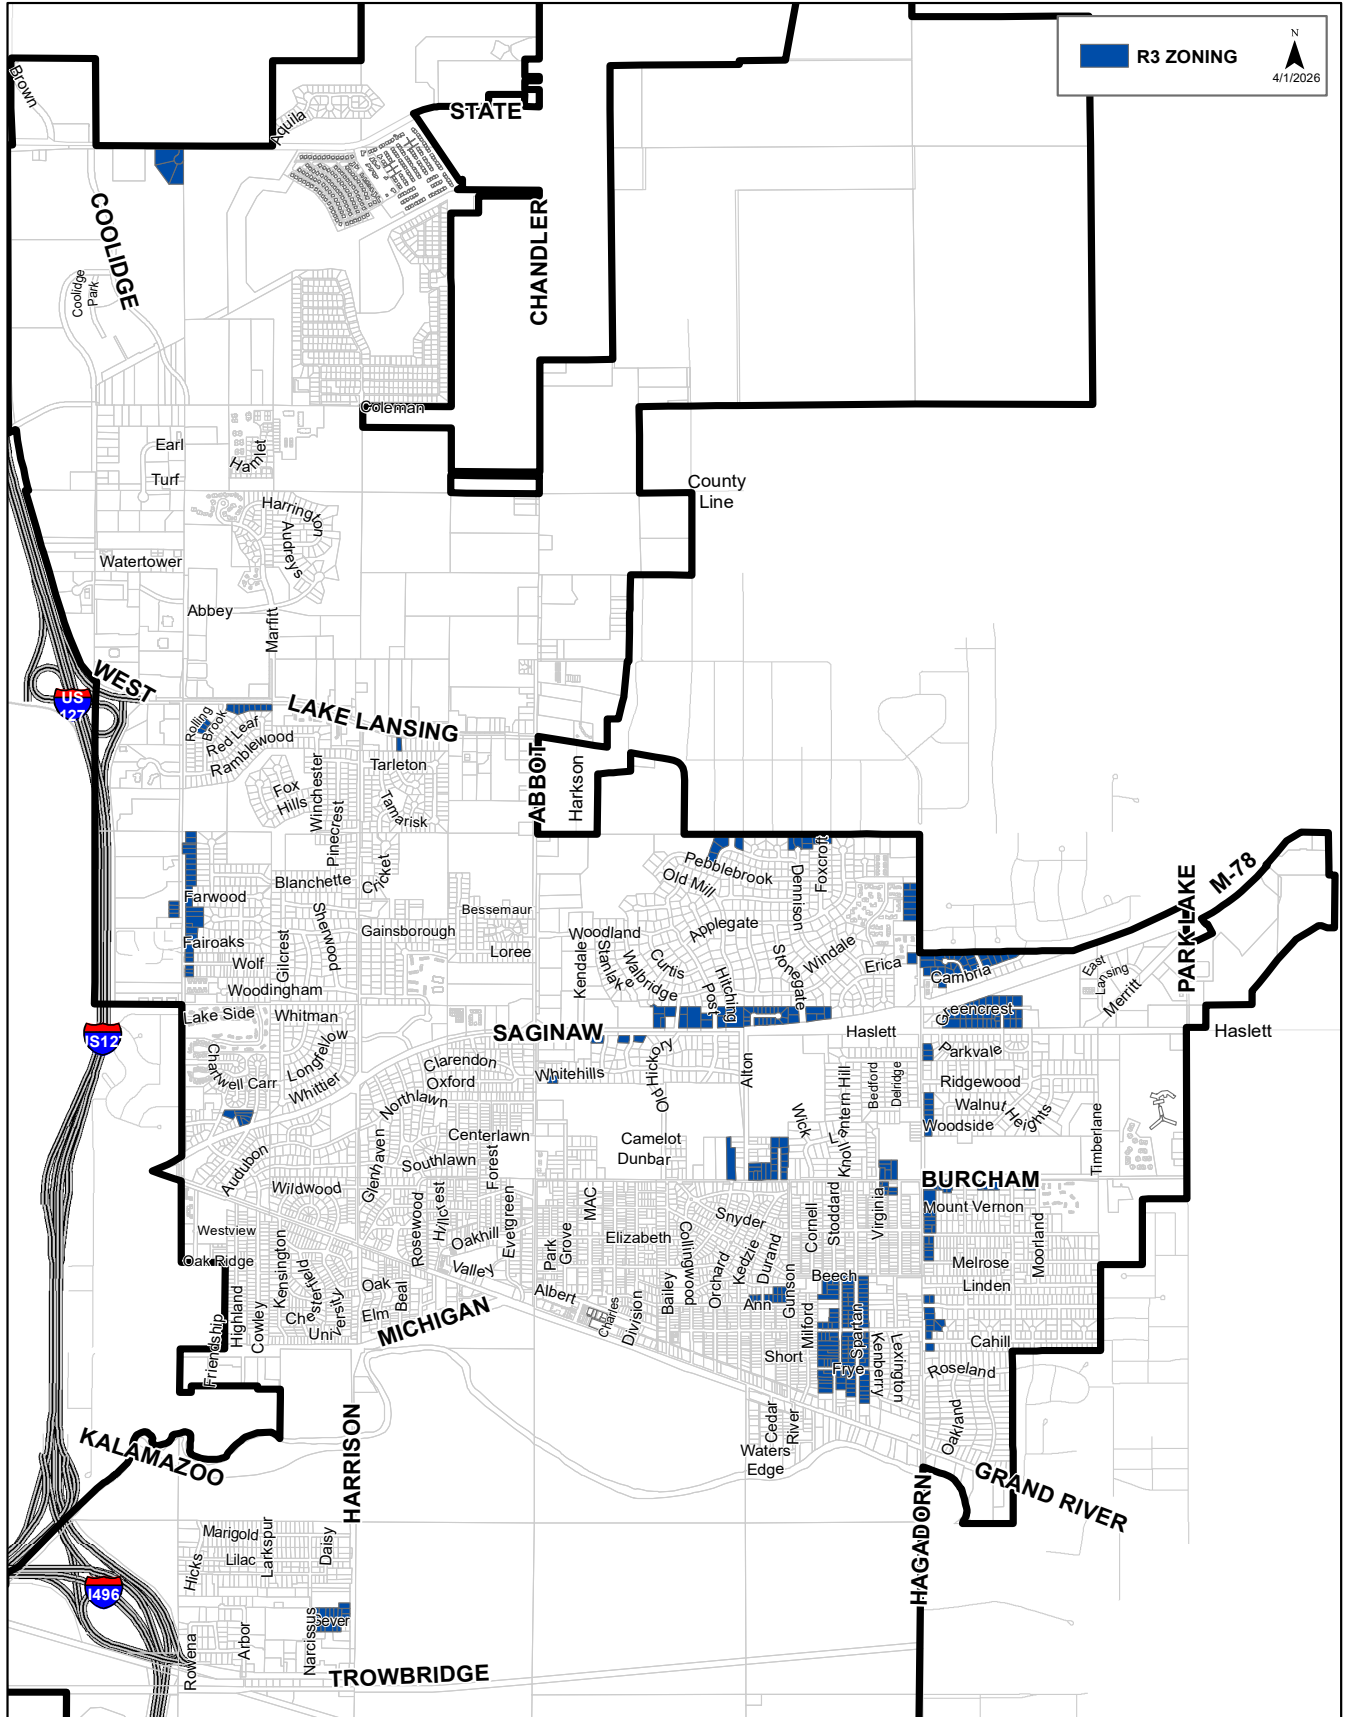 R3 ZONING
N
4/1/2026
Brown
Aquila
STATE
COOLIDGE
CHANDLER
Coolidge
Park
Coleman
Earl
Hamlet
Turf
County
Line
Harrington
Audreys
Watertower
Abbey
Marfitt
WEST
US
127
LAKE LANSING
Rolling
Brook
Red Leaf
Ramblewood
ABBOT
Tarleton
Harkson
Fox
Hills
Winchester
Pinecrest
Tamarisk
Cricket
Pebblebrook
Old Mill
Dennison
Foxcroft
PARK LAKE
M-78
Blanchette
Farwood
Sherwood
Bessemaur
Gainsborough
Applegate
Fairoaks
Wolf
Gilcrest
Loree
Woodland
Kendale
Stanlake
Walbridge
Curtis
Hitching
Post
Stonegate
Windale
Erica
Cambria
East
Lansing
Merritt
Woodingham
Lake Side
Whitman
SAGINAW
Greencrest
Haslett
Haslett
US127
Chartwell Carr
Longfellow
Whittier
Clarendon
Oxford
Northlawn
Whitehills
Old Hickory
Alton
Parkvale
Ridgewood
Walnut
Heights
Woodside
Bedford
Delridge
Lantern Hill
Wick
Knoll
Timberlane
Centerlawn
Camelot
Dunbar
Southlawn
Forest
Glenhaven
Audubon
Wildwood
BURCHAM
Mount Vernon
Westview
Rosewood
Hillcrest
Oakhill
Evergreen
MAC
Park
Grove
Elizabeth
Snyder
Collingwood
Cornell
Stoddard
Virginia
Moorland
Oak Ridge
Kensington
Chesterfield
Valley
Orchard
Kedzie
Durand
Melrose
Linden
Beech
Gunson
Oak
Beal
Elm
Albert
Charles
Division
Bailey
Ann
Milford
Spartan
Highland
Cowley
University
MICHIGAN
Friendship
Short
Frye
Kenberry
Lexington
Cahill
Roseland
Oakland
Cedar
River
Waters
Edge
KALAMAZOO
HARRISON
GRAND RIVER
HAGADORN
Marigold
Larkspur
Daisy
Lilac
Hicks
I496
Sever
Narcissus
Arbor
Rowena
TROWBRIDGE